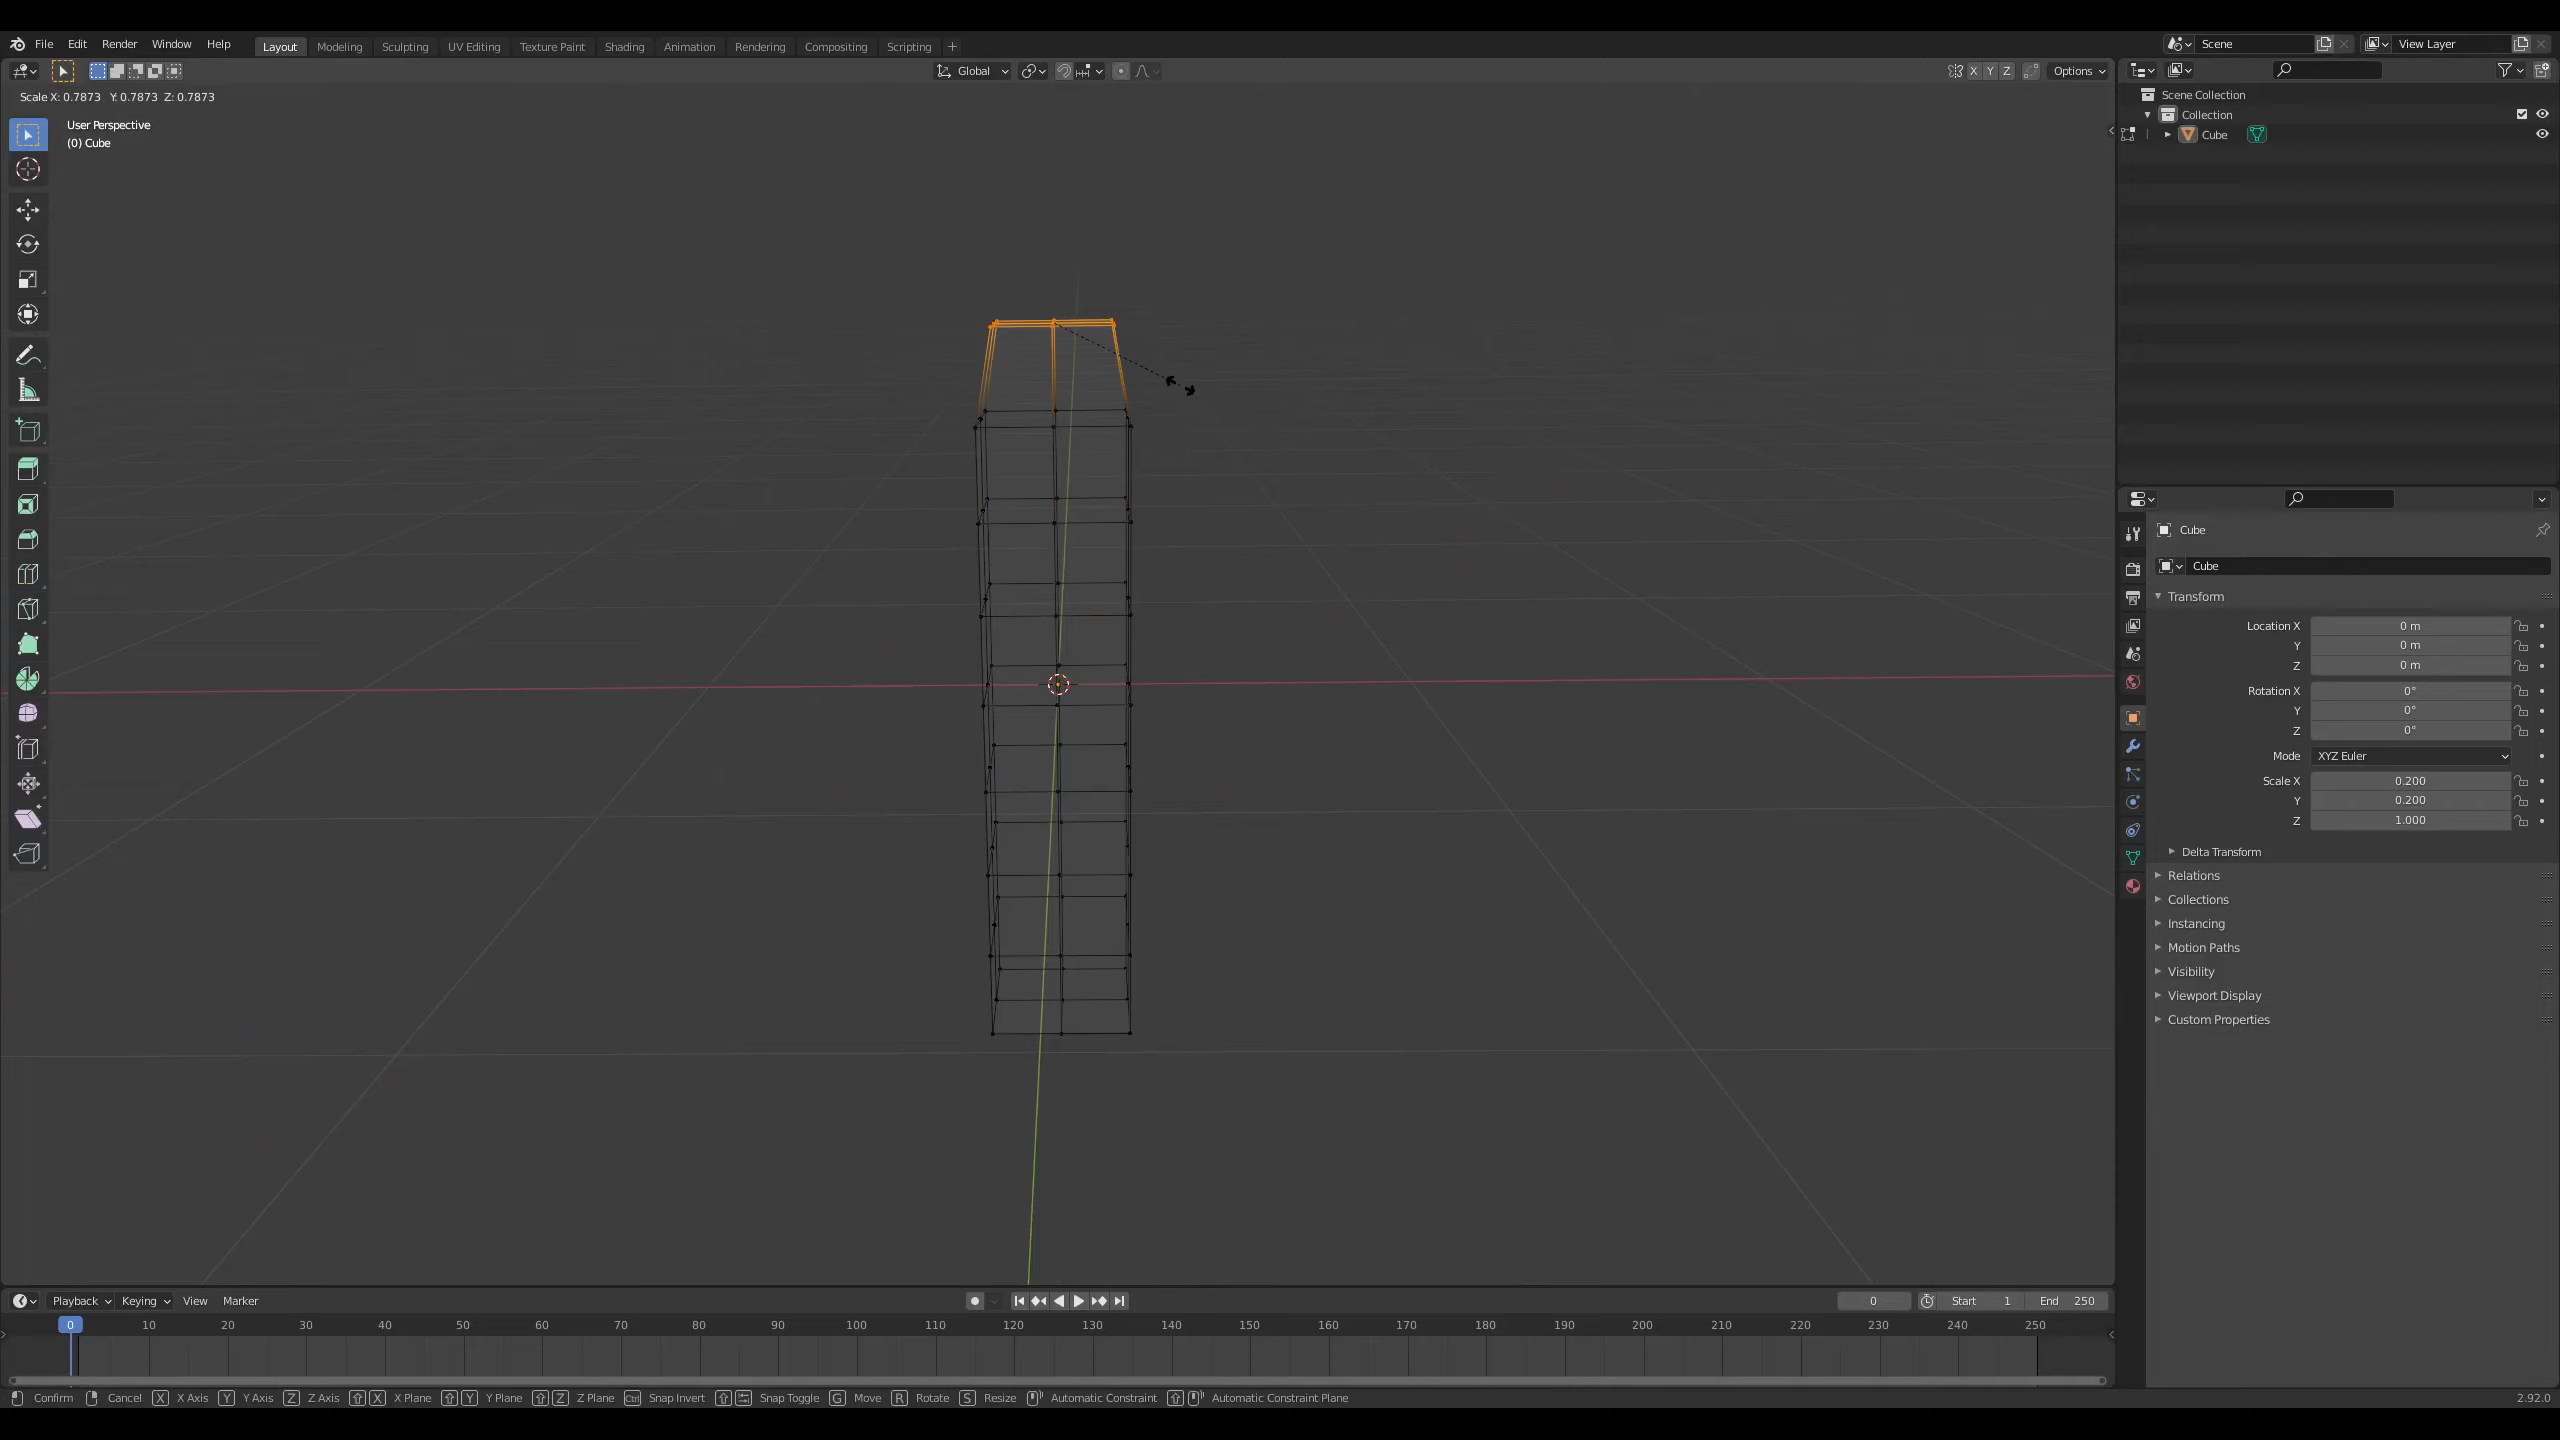 File Edit Render Window Help Layout Modeling Sculpting UV Editing Texture Paint Shading Animation Rendering Compositing Scripting + Scene View Layer
Global X Y Z Options
Scale X: 0.7873 Y: 0.7873 Z: 0.7873
User Perspective
(0) Cube
Scene Collection
Collection
Cube
Cube
Cube
Transform
Location X 0 m
Y 0 m
Z 0 m
Rotation X 0°
Y 0°
Z 0°
Mode XYZ Euler
Scale X 0.200
Y 0.200
Z 1.000
Delta Transform
Relations
Collections
Instancing
Motion Paths
Visibility
Viewport Display
Custom Properties
Playback Keying View Marker 0 Start 1 End 250
0 10 20 30 40 50 60 70 80 90 100 110 120 130 140 150 160 170 180 190 200 210 220 230 240 250
Confirm Cancel X X Axis Y Y Axis Z Z Axis X X Plane Y Y Plane Z Z Plane Ctrl Snap Invert Snap Toggle G Move R Rotate S Resize Automatic Constraint Automatic Constraint Plane 2.92.0